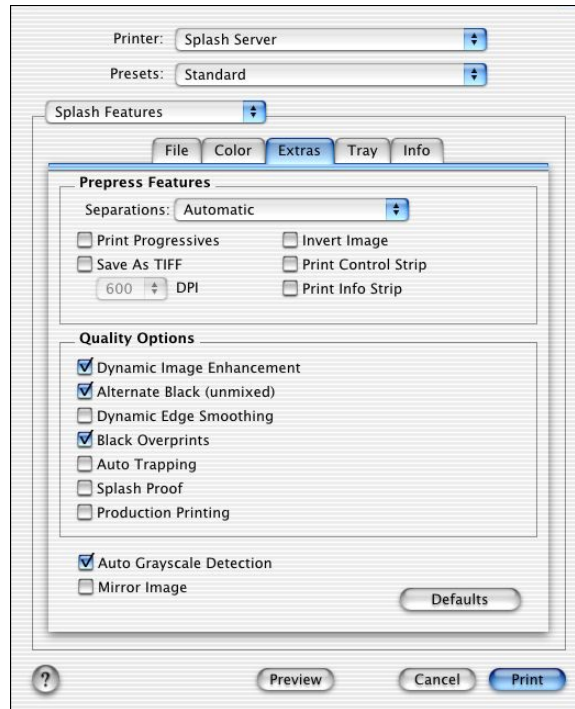 Printer: Splash Server
Presets: Standard
Splash Features
File Color Extras Tray Info
Prepress Features
Separations: Automatic
Print Progressives Invert Image
Save As TIFF Print Control Strip
600 DPI Print Info Strip
Quality Options
Dynamic Image Enhancement
Alternate Black (unmixed)
Dynamic Edge Smoothing
Black Overprints
Auto Trapping
Splash Proof
Production Printing
Auto Grayscale Detection
Mirror Image
Defaults
? Preview Cancel Print